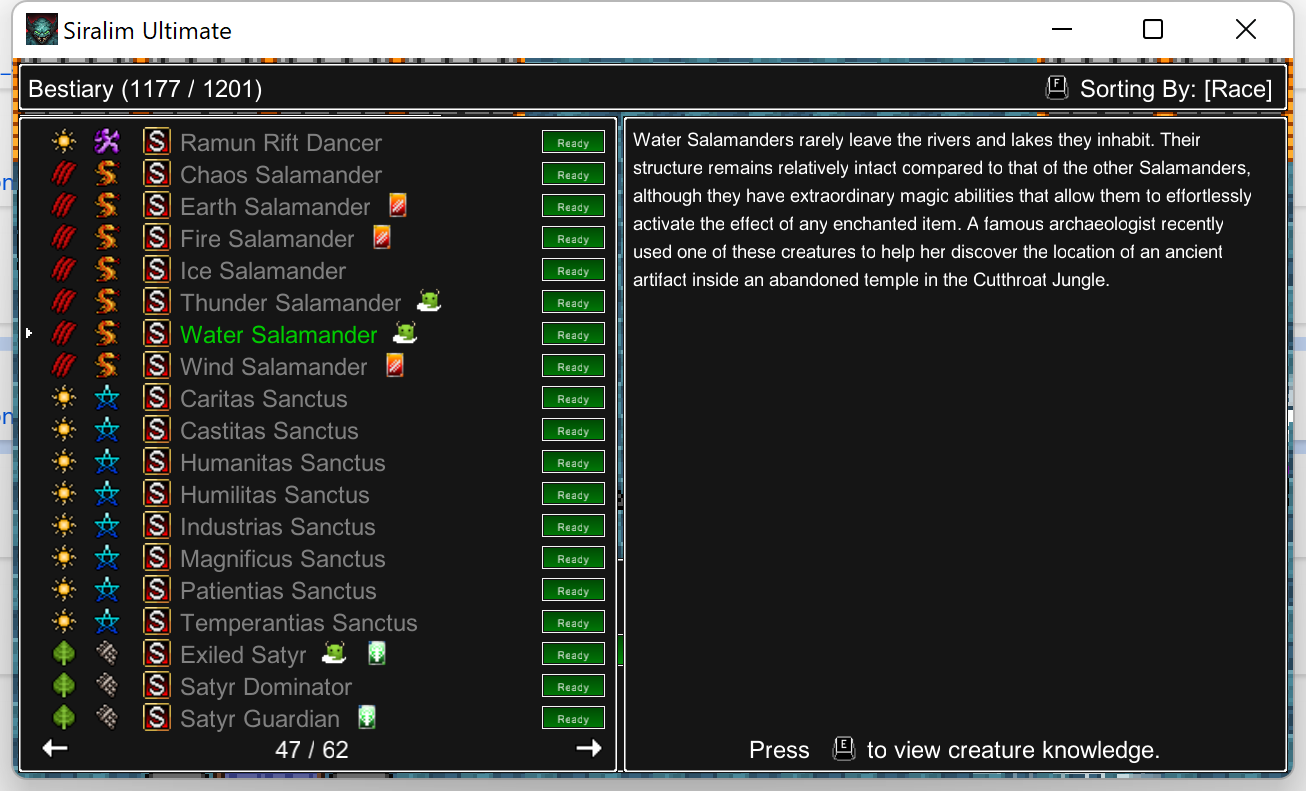 Siralim Ultimate
Bestiary (1177 / 1201)
F Sorting By: [Race]
S Ramun Rift Dancer Ready
S Chaos Salamander Ready
S Earth Salamander Ready
S Fire Salamander Ready
S Ice Salamander Ready
S Thunder Salamander Ready
S Water Salamander Ready
S Wind Salamander Ready
S Caritas Sanctus Ready
S Castitas Sanctus Ready
S Humanitas Sanctus Ready
S Humilitas Sanctus Ready
S Industrias Sanctus Ready
S Magnificus Sanctus Ready
S Patientias Sanctus Ready
S Temperantias Sanctus Ready
S Exiled Satyr Ready
S Satyr Dominator Ready
S Satyr Guardian Ready
47 / 62
Water Salamanders rarely leave the rivers and lakes they inhabit. Their
structure remains relatively intact compared to that of the other Salamanders,
although they have extraordinary magic abilities that allow them to effortlessly
activate the effect of any enchanted item. A famous archaeologist recently
used one of these creatures to help her discover the location of an ancient
artifact inside an abandoned temple in the Cutthroat Jungle.
Press E to view creature knowledge.